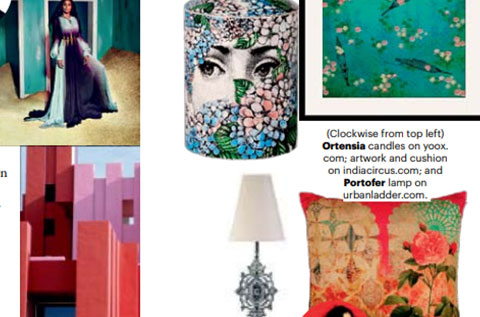 (Clockwise from top left)
Ortensia candles on yoox.
com; artwork and cushion
on indiacircus.com; and
Portofer lamp on
urbanladder.com.
n